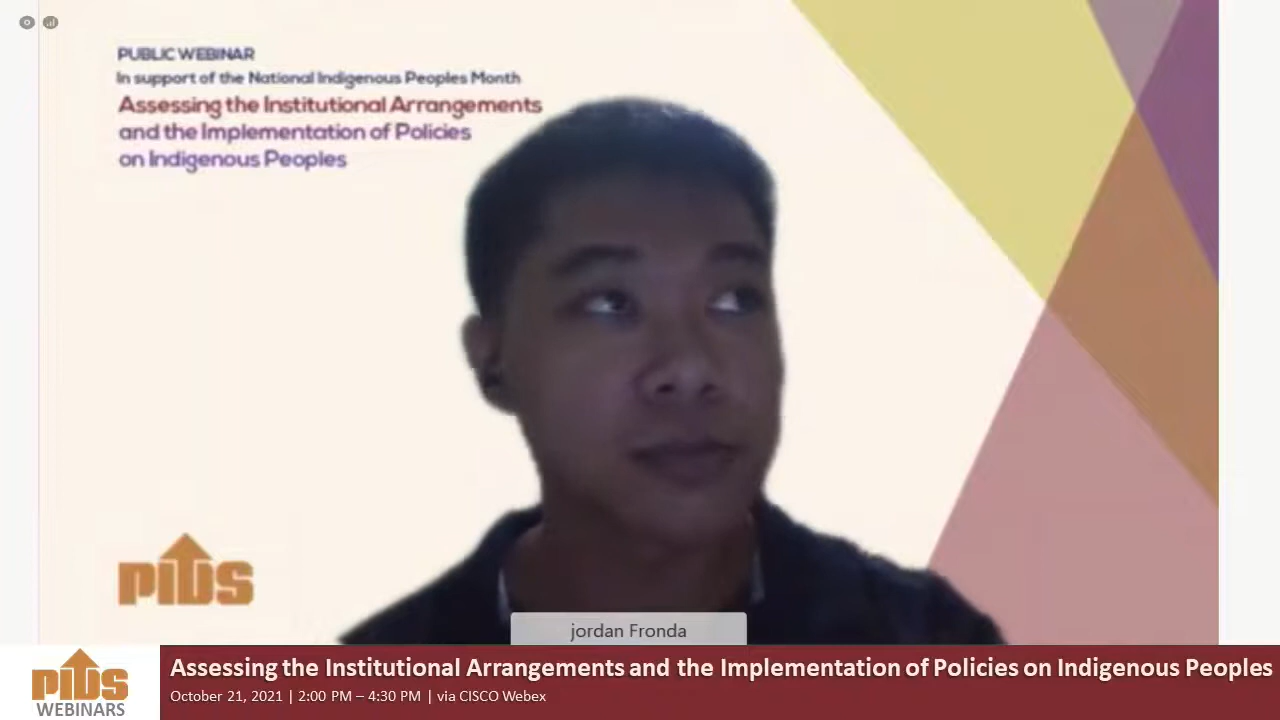 PUBLIC WEBINAR
In support of the National Indigenous Peoples Month
Assessing the Institutional Arrangements
and the Implementation of Policies
on Indigenous Peoples
PIDS
jordan Fronda
PIDS
WEBINARS
Assessing the Institutional Arrangements and the Implementation of Policies on Indigenous Peoples
October 21, 2021 | 2:00 PM – 4:30 PM | via CISCO Webex